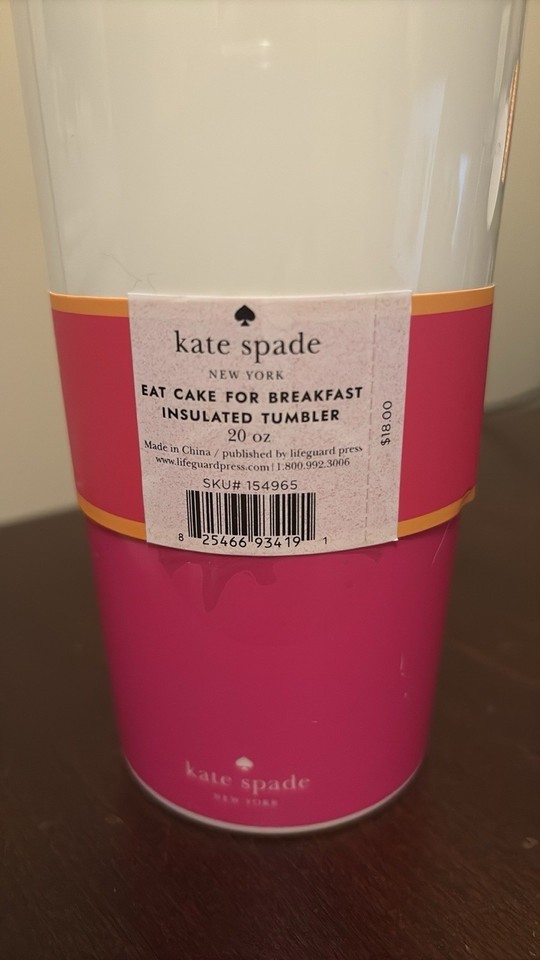 kate spade
NEW YORK
EAT CAKE FOR BREAKFAST
INSULATED TUMBLER
20 oz
Made in China / published by lifeguard press
www.lifeguardpress.com | 1.800.992.3006
SKU# 154965
8 25466 93419 1
$18.00
kate spade
NEW YORK